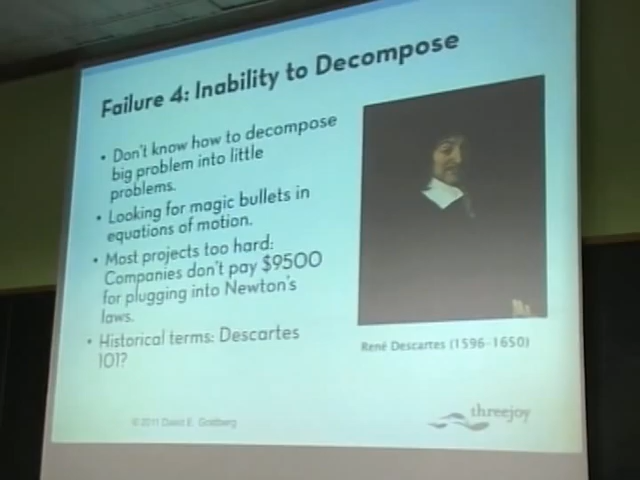 Failure 4: Inability to Decompose
• Don't know how to decompose
big problem into little
problems.
• Looking for magic bullets in
equations of motion.
• Most projects too hard:
Companies don't pay $9500
for plugging into Newton's
laws.
• Historical terms: Descartes
101?
René Descartes (1596-1650)
© 2011 David E. Goldberg
threejoy